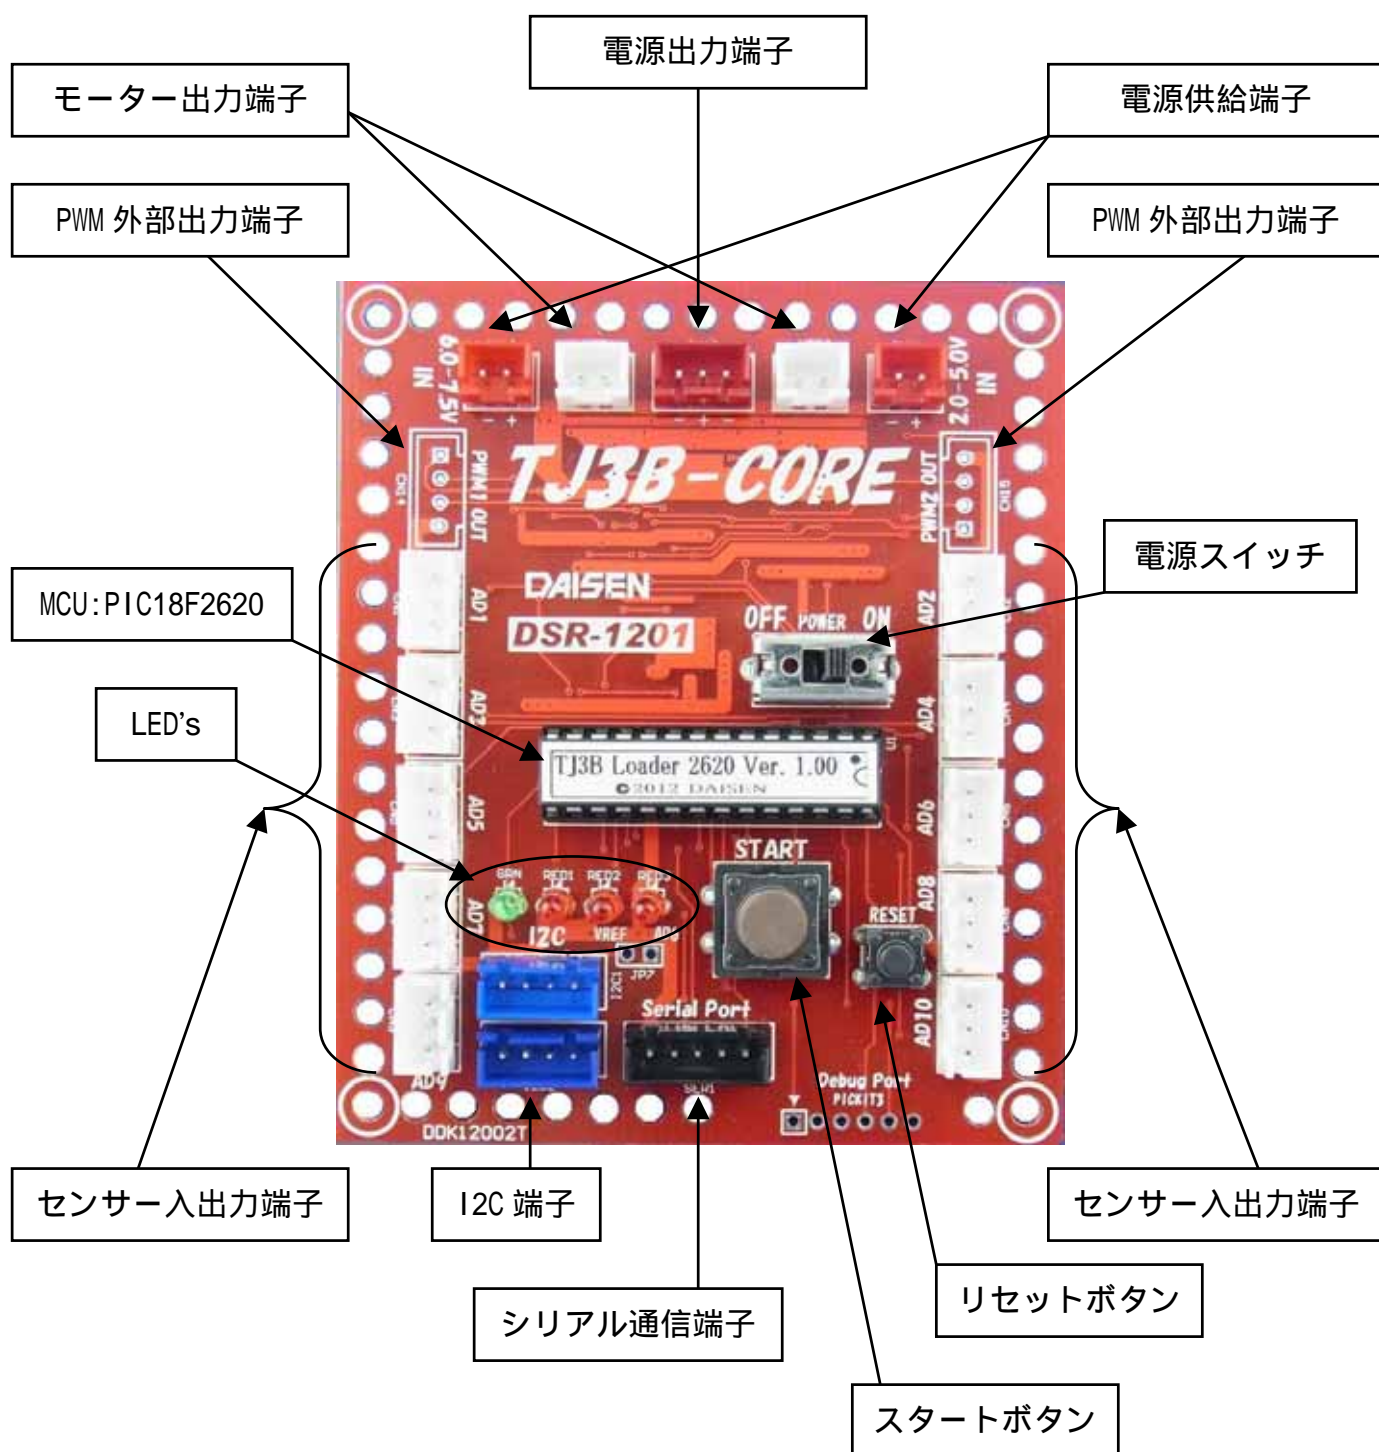 電源出力端子
モーター出力端子
電源供給端子
PWM 外部出力端子
PWM 外部出力端子
6.0-7.5V
IN
2.0-5.0V
IN
- +
- + -
- +
TJ3B-CORE
PWM1 OUT
PWM2 OUT
CN14
CN15
電源スイッチ
DAISEN
DSR-1201
OFF POWER ON
MCU:PIC18F2620
AD1
AD2
AD3
AD4
LED's
TJ3B Loader 2620 Ver. 1.00
©2012 DAISEN
AD5
AD6
START
GRN RED1 RED2 RED3
AD7
AD8
RESET
I2C VREF
JP7
I2C1
Serial Port
AD9
AD10
SER1
Debug Port
PICKIT3
DDK12002T
センサー入出力端子
I2C 端子
センサー入出力端子
リセットボタン
シリアル通信端子
スタートボタン